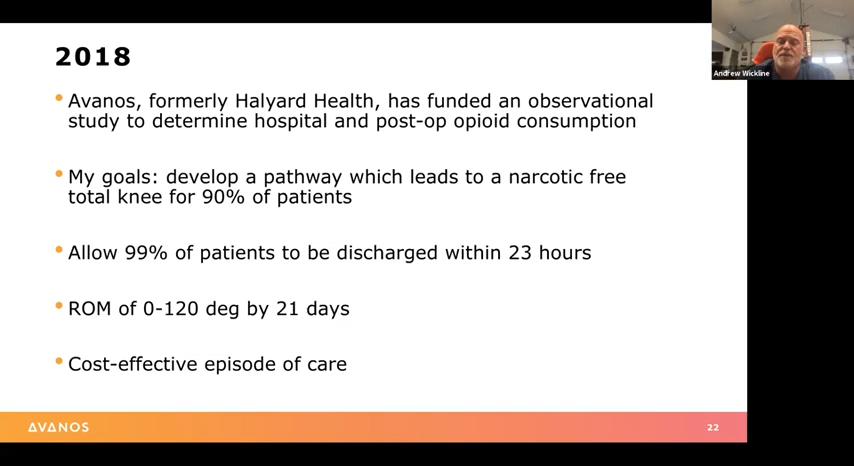 2018
Avanos, formerly Halyard Health, has funded an observational
study to determine hospital and post-op opioid consumption
My goals: develop a pathway which leads to a narcotic free
total knee for 90% of patients
Allow 99% of patients to be discharged within 23 hours
ROM of 0-120 deg by 21 days
Cost-effective episode of care
AVANOS
22
Andrew Wickline